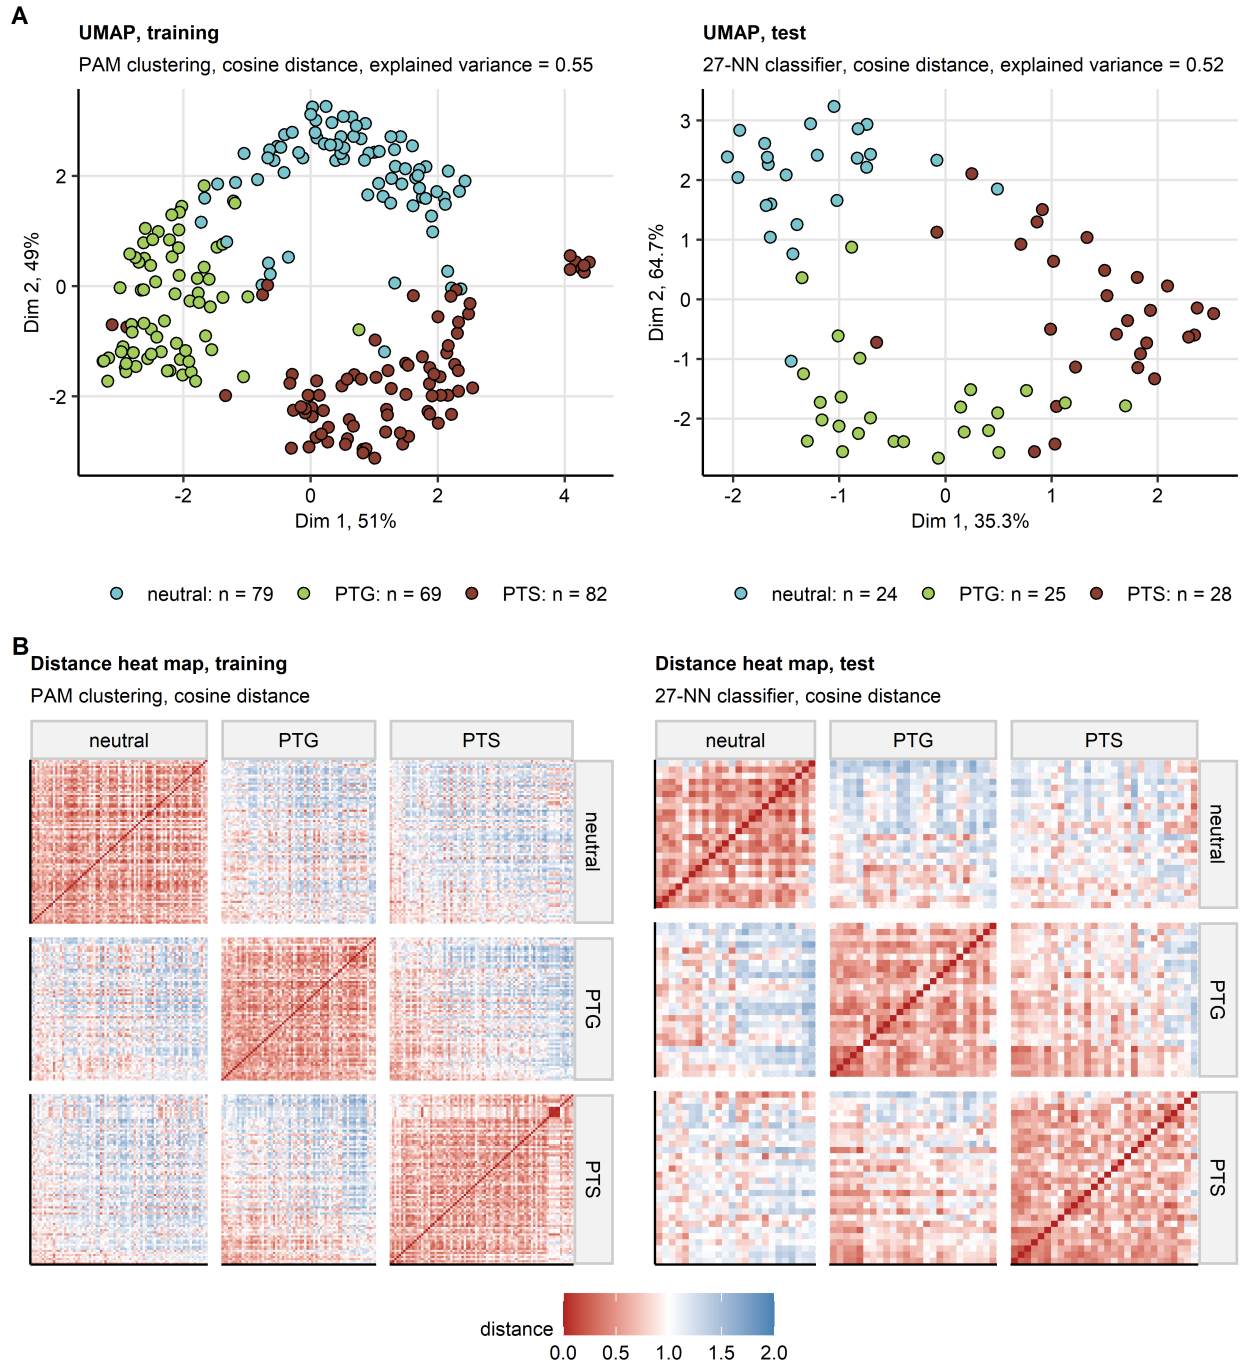 A
UMAP, training
PAM clustering, cosine distance, explained variance = 0.55
Dim 2, 49%
2
0
-2
-2
0
2
4
Dim 1, 51%
neutral: n = 79
PTG: n = 69
PTS: n = 82
UMAP, test
27-NN classifier, cosine distance, explained variance = 0.52
Dim 2, 64.7%
3
2
1
0
-1
-2
-2
-1
0
1
2
Dim 1, 35.3%
neutral: n = 24
PTG: n = 25
PTS: n = 28
B
Distance heat map, training
PAM clustering, cosine distance
neutral
PTG
PTS
neutral
PTG
PTS
Distance heat map, test
27-NN classifier, cosine distance
neutral
PTG
PTS
neutral
PTG
PTS
distance
0.0
0.5
1.0
1.5
2.0